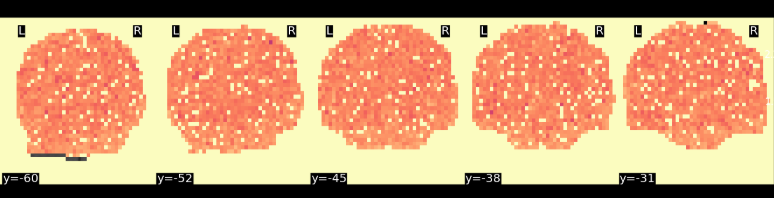 L R L R L R L R L R
y=-60 y=-52 y=-45 y=-38 y=-31